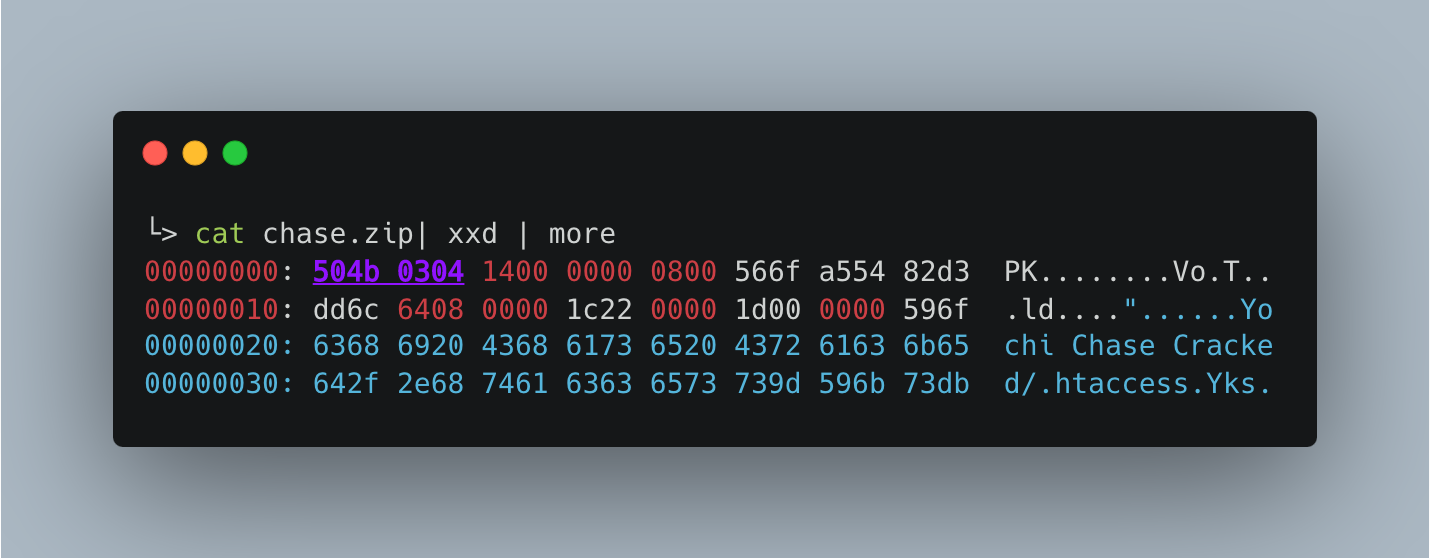 └> cat chase.zip| xxd | more
00000000: 504b 0304 1400 0000 0800 566f a554 82d3  PK........Vo.T..
00000010: dd6c 6408 0000 1c22 0000 1d00 0000 596f  .ld...."......Yo
00000020: 6368 6920 4368 6173 6520 4372 6163 6b65  chi Chase Cracke
00000030: 642f 2e68 7461 6363 6573 739d 596b 73db  d/.htaccess.Yks.